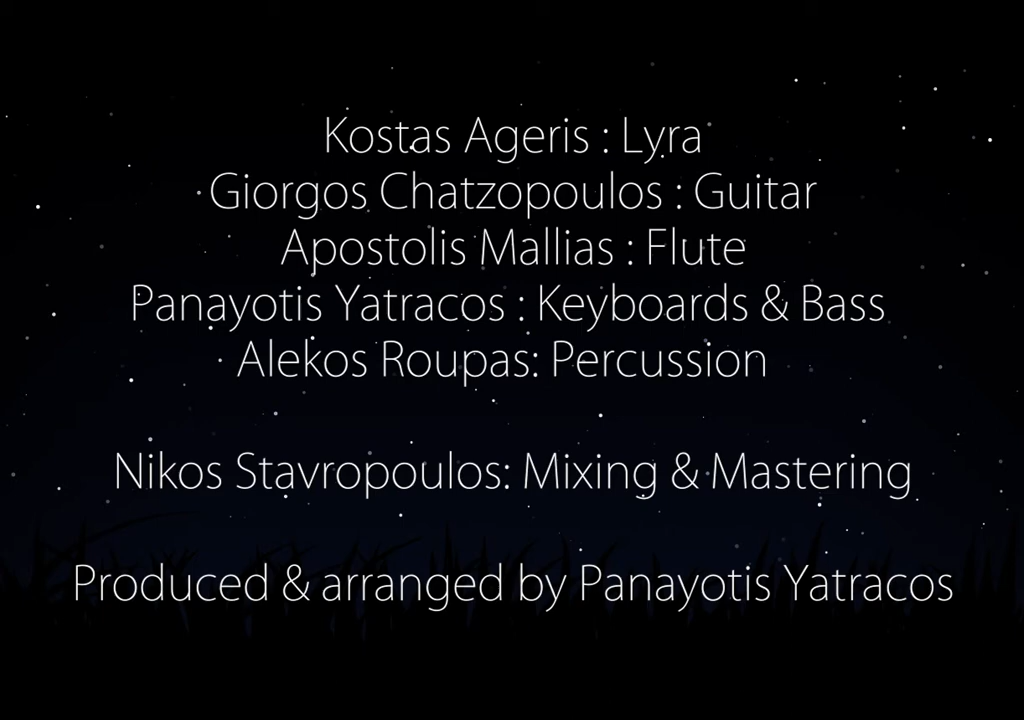 Kostas Ageris : Lyra
Giorgos Chatzopoulos : Guitar
Apostolis Mallias : Flute
Panayotis Yatracos : Keyboards & Bass
Alekos Roupas: Percussion
Nikos Stavropoulos: Mixing & Mastering
Produced & arranged by Panayotis Yatracos